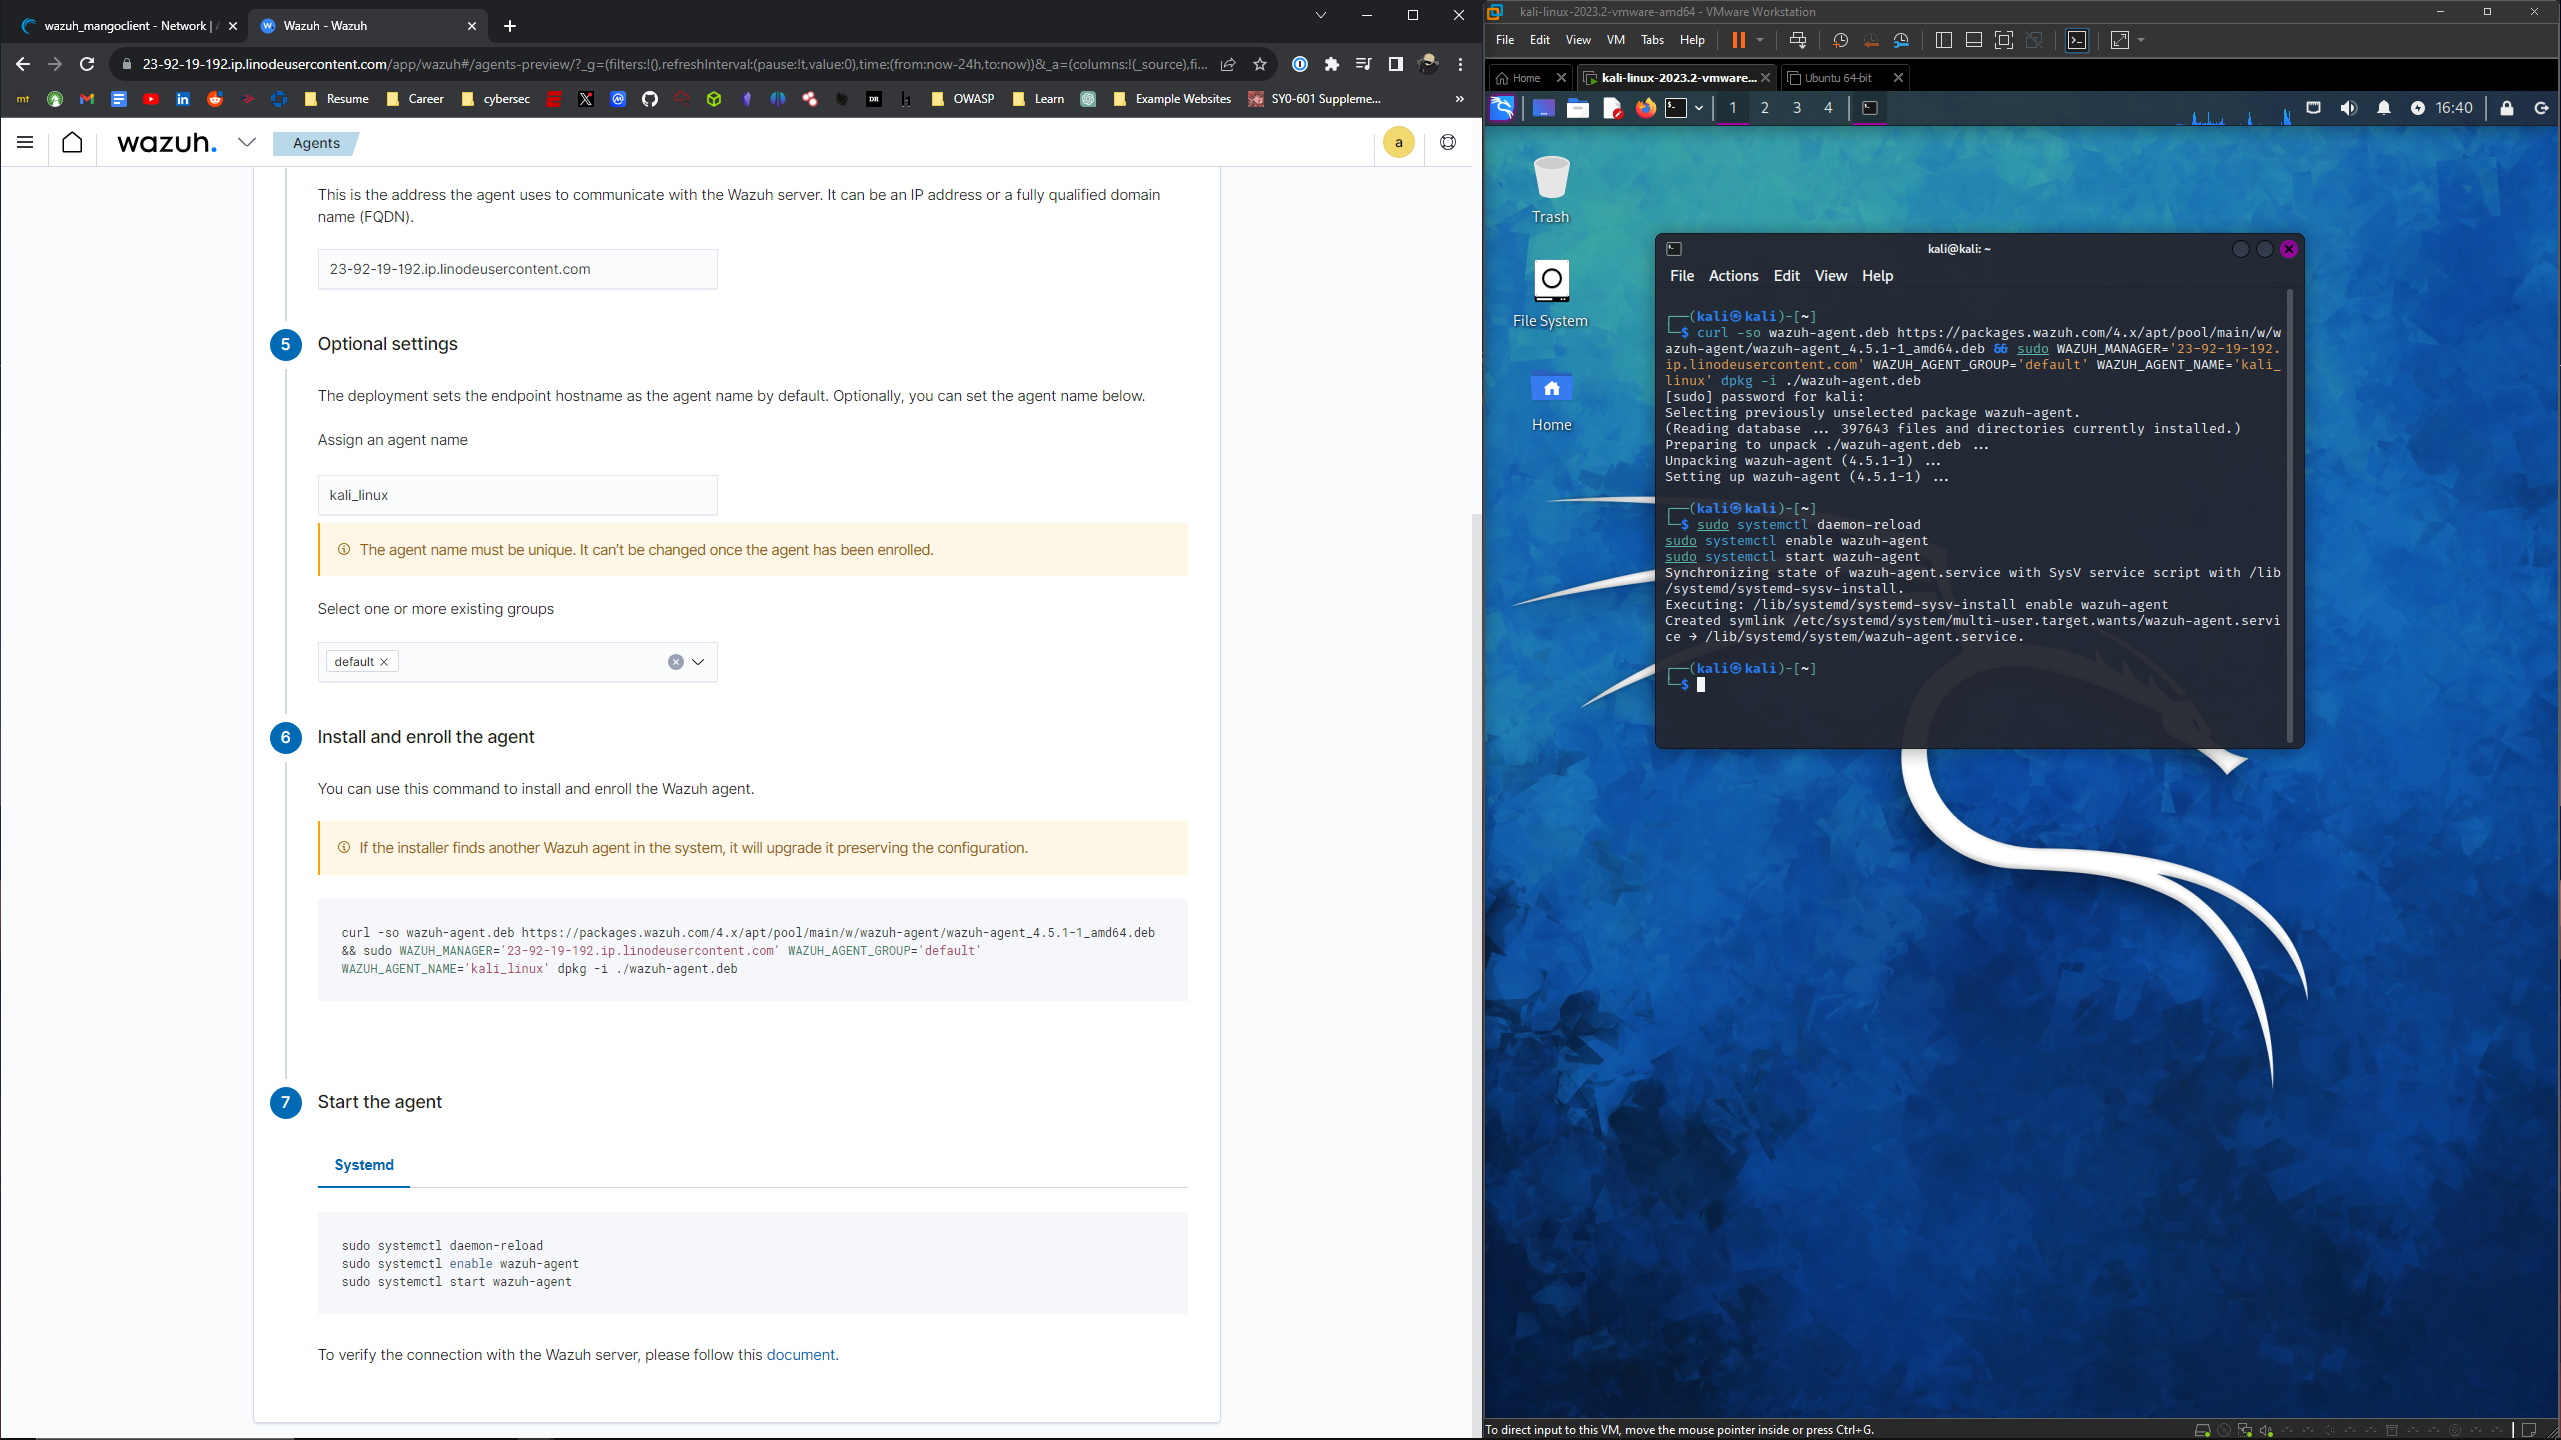 wazuh_mangoclient - Network |
Wazuh - Wazuh
23-92-19-192.ip.linodeusercontent.com/app/wazuh#/agents-preview/?_g=(filters:!(),refreshInterval:(pause:!t,value:0),time:(from:now-24h,to:now))&_a=(columns:!(_source),fi...
mt
Resume
Career
cybersec
DR
OWASP
Learn
Example Websites
SY0-601 Suppleme...
»
wazuh.
Agents
a
This is the address the agent uses to communicate with the Wazuh server. It can be an IP address or a fully qualified domain
name (FQDN).
23-92-19-192.ip.linodeusercontent.com
5
Optional settings
The deployment sets the endpoint hostname as the agent name by default. Optionally, you can set the agent name below.
Assign an agent name
kali_linux
The agent name must be unique. It can't be changed once the agent has been enrolled.
Select one or more existing groups
default
6
Install and enroll the agent
You can use this command to install and enroll the Wazuh agent.
If the installer finds another Wazuh agent in the system, it will upgrade it preserving the configuration.
curl -so wazuh-agent.deb https://packages.wazuh.com/4.x/apt/pool/main/w/wazuh-agent/wazuh-agent_4.5.1-1_amd64.deb
&& sudo WAZUH_MANAGER='23-92-19-192.ip.linodeusercontent.com' WAZUH_AGENT_GROUP='default'
WAZUH_AGENT_NAME='kali_linux' dpkg -i ./wazuh-agent.deb
7
Start the agent
Systemd
sudo systemctl daemon-reload
sudo systemctl enable wazuh-agent
sudo systemctl start wazuh-agent
To verify the connection with the Wazuh server, please follow this document.
kali-linux-2023.2-vmware-amd64 - VMware Workstation
File Edit View VM Tabs Help
Home
kali-linux-2023.2-vmware...
Ubuntu 64-bit
1 2 3 4
16:40
Trash
File System
Home
kali@kali: ~
File Actions Edit View Help
┌──(kali㉿kali)-[~]
└─$ curl -so wazuh-agent.deb https://packages.wazuh.com/4.x/apt/pool/main/w/w
azuh-agent/wazuh-agent_4.5.1-1_amd64.deb && sudo WAZUH_MANAGER='23-92-19-192.
ip.linodeusercontent.com' WAZUH_AGENT_GROUP='default' WAZUH_AGENT_NAME='kali_
linux' dpkg -i ./wazuh-agent.deb
[sudo] password for kali:
Selecting previously unselected package wazuh-agent.
(Reading database ... 397643 files and directories currently installed.)
Preparing to unpack ./wazuh-agent.deb ...
Unpacking wazuh-agent (4.5.1-1) ...
Setting up wazuh-agent (4.5.1-1) ...
┌──(kali㉿kali)-[~]
└─$ sudo systemctl daemon-reload
sudo systemctl enable wazuh-agent
sudo systemctl start wazuh-agent
Synchronizing state of wazuh-agent.service with SysV service script with /lib
/systemd/systemd-sysv-install.
Executing: /lib/systemd/systemd-sysv-install enable wazuh-agent
Created symlink /etc/systemd/system/multi-user.target.wants/wazuh-agent.servi
ce → /lib/systemd/system/wazuh-agent.service.
┌──(kali㉿kali)-[~]
└─$
To direct input to this VM, move the mouse pointer inside or press Ctrl+G.